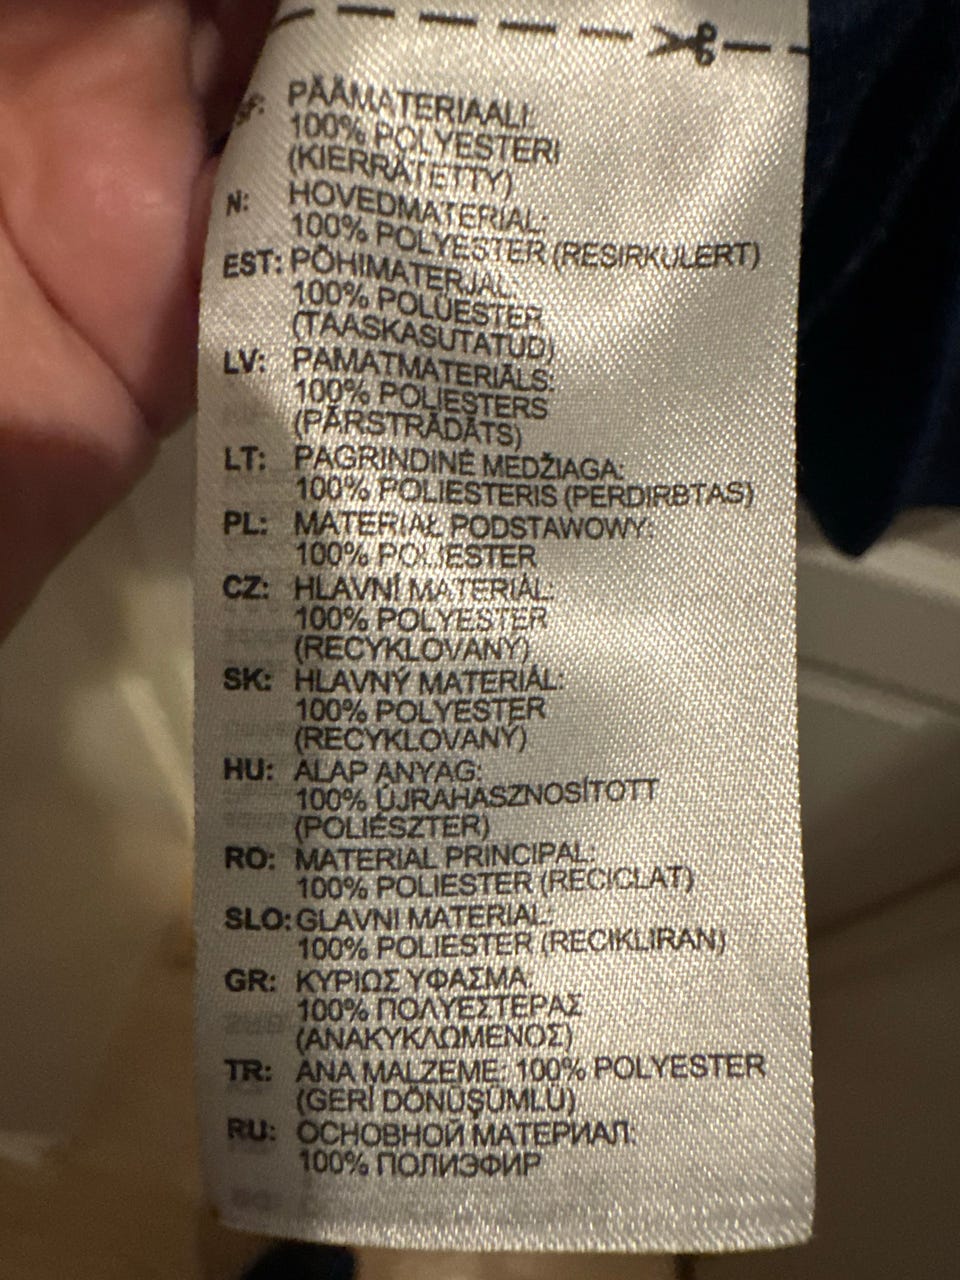 SF: PÄÄMATERIAALI:
100% POLYESTERI
(KIERRÄTETTY)
N: HOVEDMATERIAL:
100% POLYESTER (RESIRKULERT)
EST: PÕHIMATERJAL:
100% POLÜESTER
(TAASKASUTATUD)
LV: PAMATMATERIĀLS:
100% POLIESTERS
(PĀRSTRĀDĀTS)
LT: PAGRINDINĖ MEDŽIAGA:
100% POLIESTERIS (PERDIRBTAS)
PL: MATERIAŁ PODSTAWOWY:
100% POLIESTER
CZ: HLAVNÍ MATERIÁL:
100% POLYESTER
(RECYKLOVANÝ)
SK: HLAVNÝ MATERIÁL:
100% POLYESTER
(RECYKLOVANÝ)
HU: ALAP ANYAG:
100% ÚJRAHASZNOSÍTOTT
(POLIÉSZTER)
RO: MATERIAL PRINCIPAL:
100% POLIESTER (RECICLAT)
SLO: GLAVNI MATERIAL:
100% POLIESTER (RECIKLIRAN)
GR: ΚΥΡΙΩΣ ΥΦΑΣΜΑ:
100% ΠΟΛΥΕΣΤΕΡΑΣ
(ΑΝΑΚΥΚΛΩΜΕΝΟΣ)
TR: ANA MALZEME: 100% POLYESTER
(GERİ DÖNÜŞÜMLÜ)
RU: ОСНОВНОЙ МАТЕРИАЛ:
100% ПОЛИЭФИР